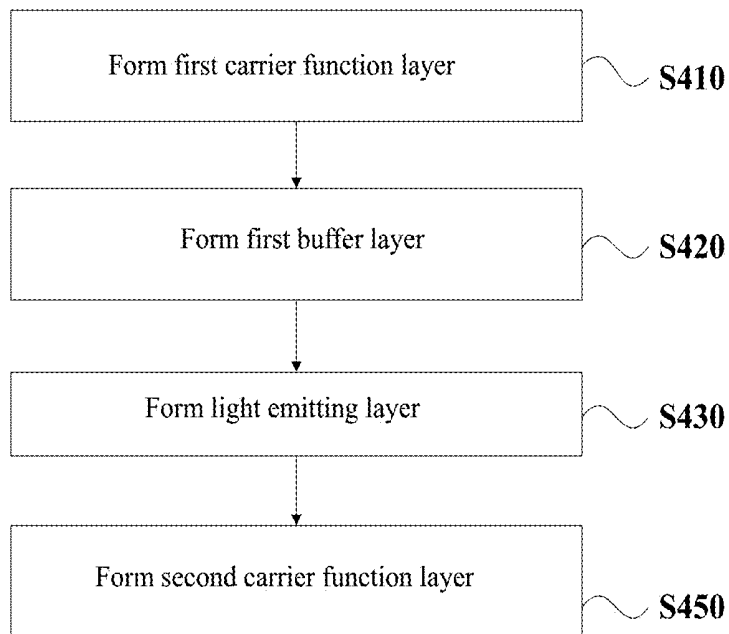 Form first carrier function layer
S410
Form first buffer layer
S420
Form light emitting layer
S430
Form second carrier function layer
S450